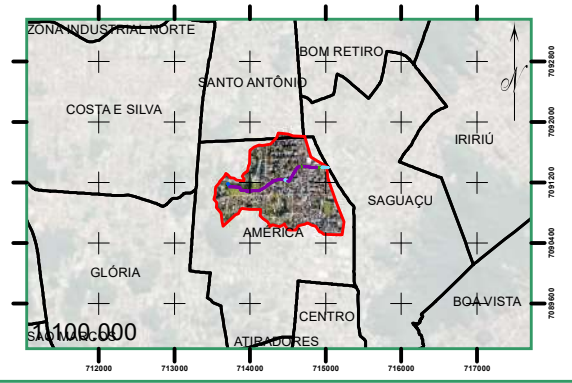 ZONA INDUSTRIAL NORTE
BOM RETIRO
SANTO ANTÔNIO
COSTA E SILVA
IRIRIÚ
SAGUAÇU
AMÉRICA
GLÓRIA
BOA VISTA
CENTRO
1:100.000
SÃO MARCOS
ATIRADORES
7092800
7092000
7091200
7090400
7089600
712000 713000 714000 715000 716000 717000